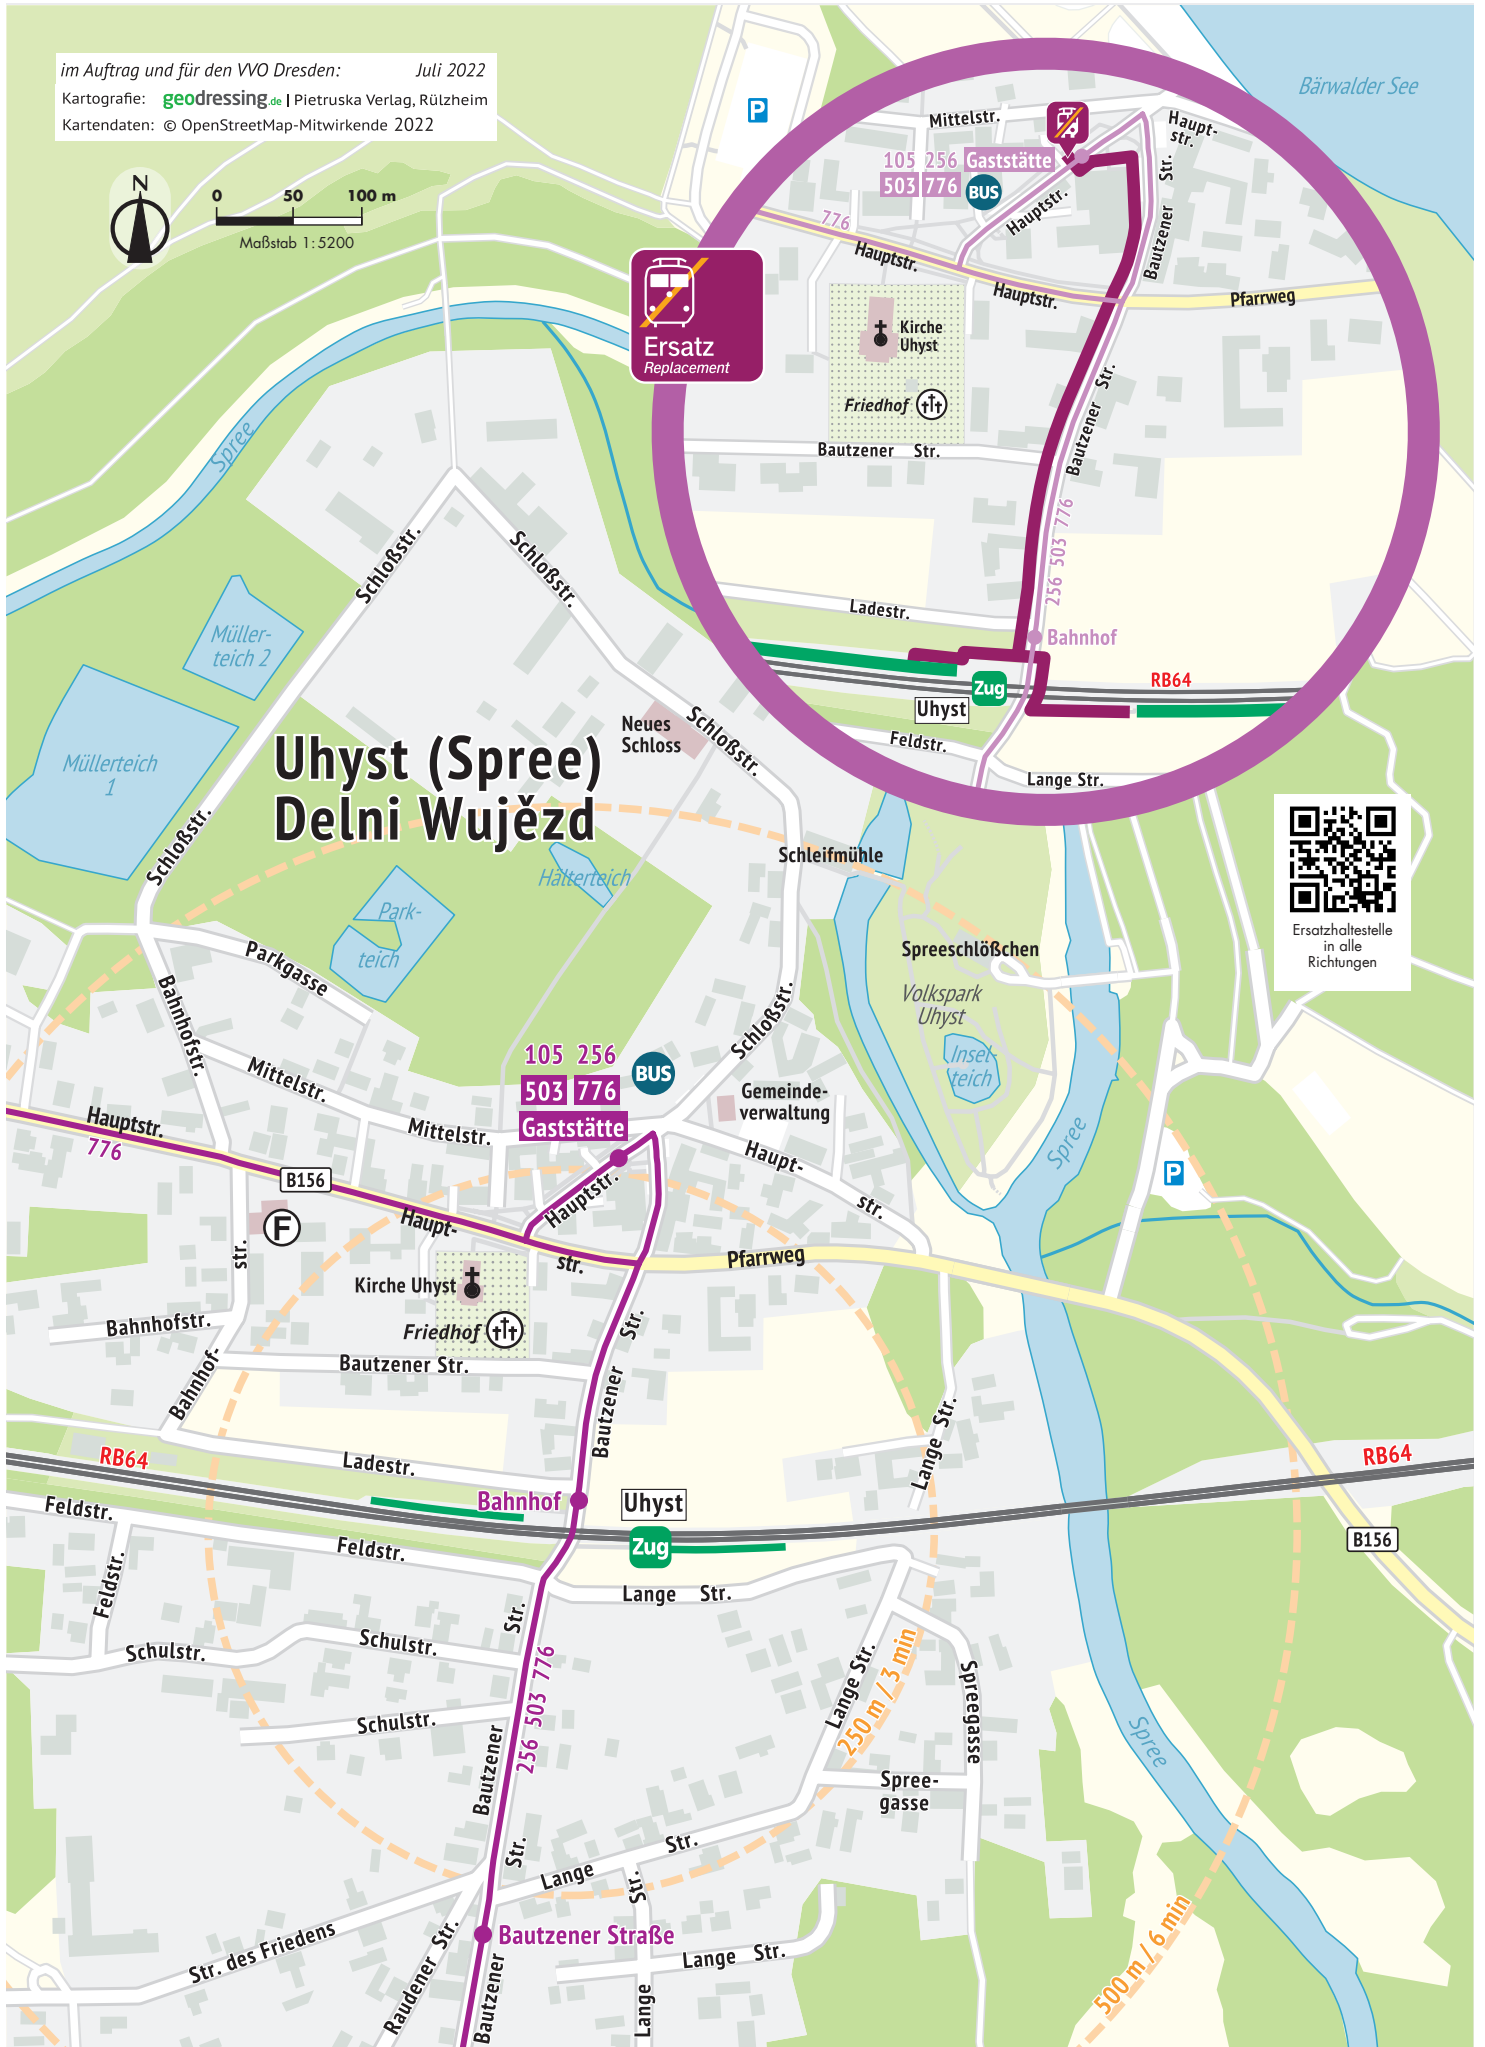 im Auftrag und für den VVO Dresden: Juli 2022
Kartografie: geodressing.de | Pietruska Verlag, Rülzheim
Kartendaten: © OpenStreetMap-Mitwirkende 2022
N
0 50 100 m
Maßstab 1:5200
P
Bärwalder See
Mittelstr.
Haupt-
str.
105 256 Gaststätte
503 776
BUS
Hauptstr.
Bautzener Str.
776
Hauptstr.
Hauptstr.
Pfarrweg
Ersatz
Replacement
Kirche
Uhyst
Friedhof
Bautzener Str.
Bautzener Str.
256 503 776
Ladestr.
Bahnhof
Zug
Uhyst
RB64
Feldstr.
Lange Str.
Spree
Schloßstr.
Schloßstr.
Müller-
teich 2
Müllerteich
1
Neues
Schloss
Schloßstr.
Uhyst (Spree)
Delni Wujězd
Schloßstr.
Schleifmühle
Hälterteich
Park-
teich
Ersatzhaltestelle
in alle
Richtungen
Parkgasse
Spreeschlößchen
Volkspark
Uhyst
Insel-
teich
Bahnhofstr.
Schloßstr.
105 256
503 776
BUS
Gaststätte
Mittelstr.
Mittelstr.
Gemeinde-
verwaltung
Hauptstr.
776
Haupt-
str.
Spree
P
B156
Hauptstr.
F
Haupt-
str.
str.
Pfarrweg
Kirche Uhyst
Friedhof
Bahnhofstr.
Bahnhof-
Bautzener Str.
Bautzener Str.
Lange Str.
RB64
Ladestr.
RB64
Bahnhof
Uhyst
Zug
B156
Feldstr.
Feldstr.
Feldstr.
Lange Str.
Schulstr.
Schulstr.
Str.
256 503 776
Lange Str.
250 m / 3 min
Spreegasse
Schulstr.
Bautzener
Spree-
gasse
Spree
Str.
Lange Str.
Str.
Lange
Lange Str.
500 m / 6 min
Bautzener Straße
Str. des Friedens
Raudener Str.
Bautzener